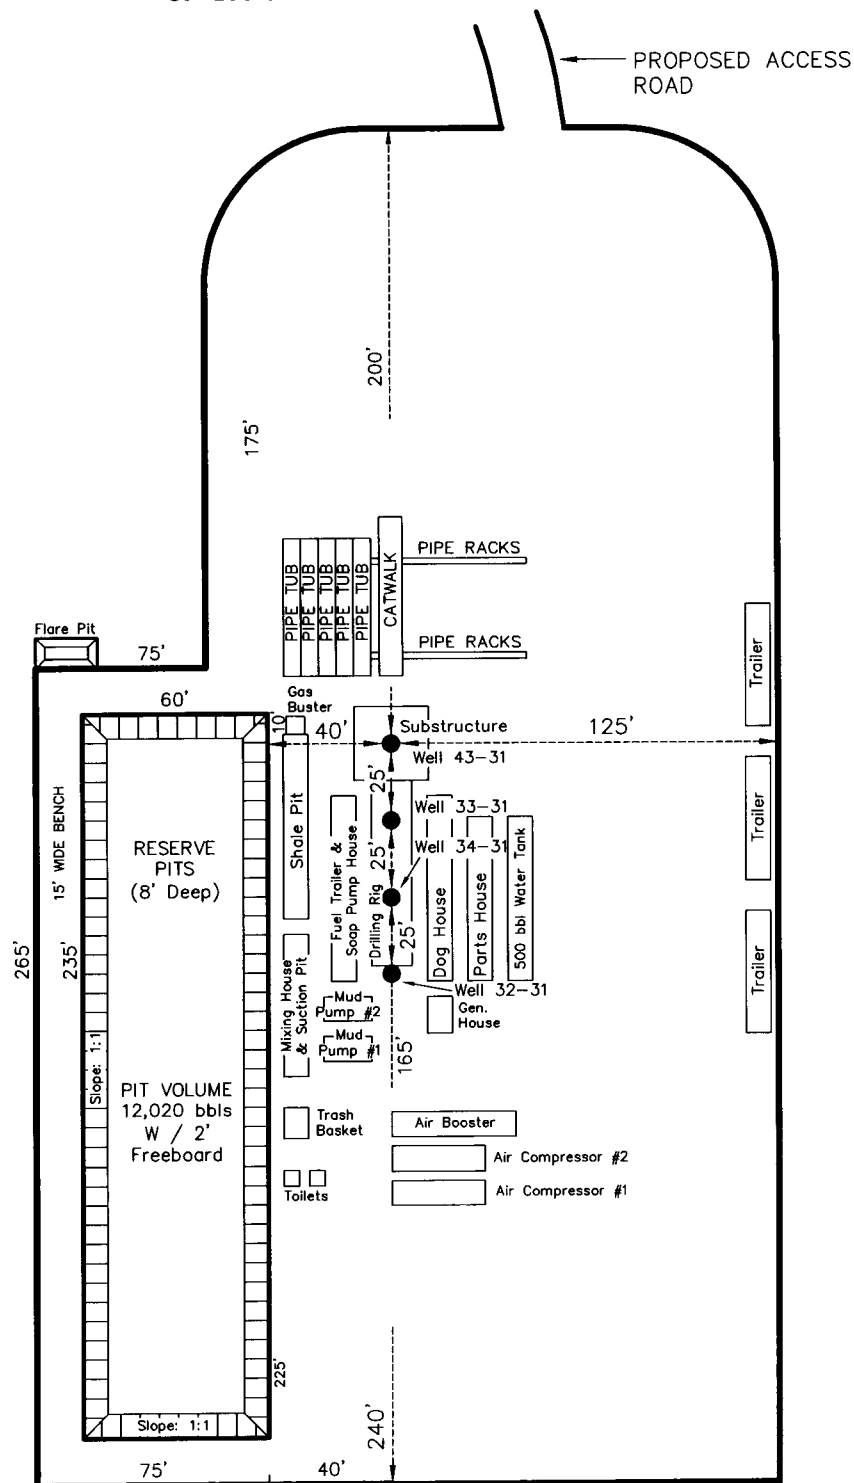 PROPOSED ACCESS
ROAD
200'
175'
PIPE TUB
PIPE TUB
PIPE TUB
PIPE TUB
PIPE TUB
CATWALK
PIPE RACKS
PIPE RACKS
Flare Pit
75'
60'
Gas
Buster
10
40'
Substructure
125'
Well 43-31
25'
Trailer
Trailer
Trailer
Well 33-31
25'
Well 34-31
25'
Well 32-31
Shale Pit
Fuel Trailer &
Soap Pump House
Drilling Rig
Dog House
Parts House
500 bbl Water Tank
15' WIDE BENCH
RESERVE
PITS
(8' Deep)
265'
235'
Mixing House
& Suction Pit
Mud
Pump #2
Mud
Pump #1
Gen.
House
165'
Slope: 1:1
PIT VOLUME
12,020 bbls
W / 2'
Freeboard
Trash
Basket
Air Booster
Air Compressor #2
Toilets
Air Compressor #1
225'
Slope: 1:1
240'
75'
40'